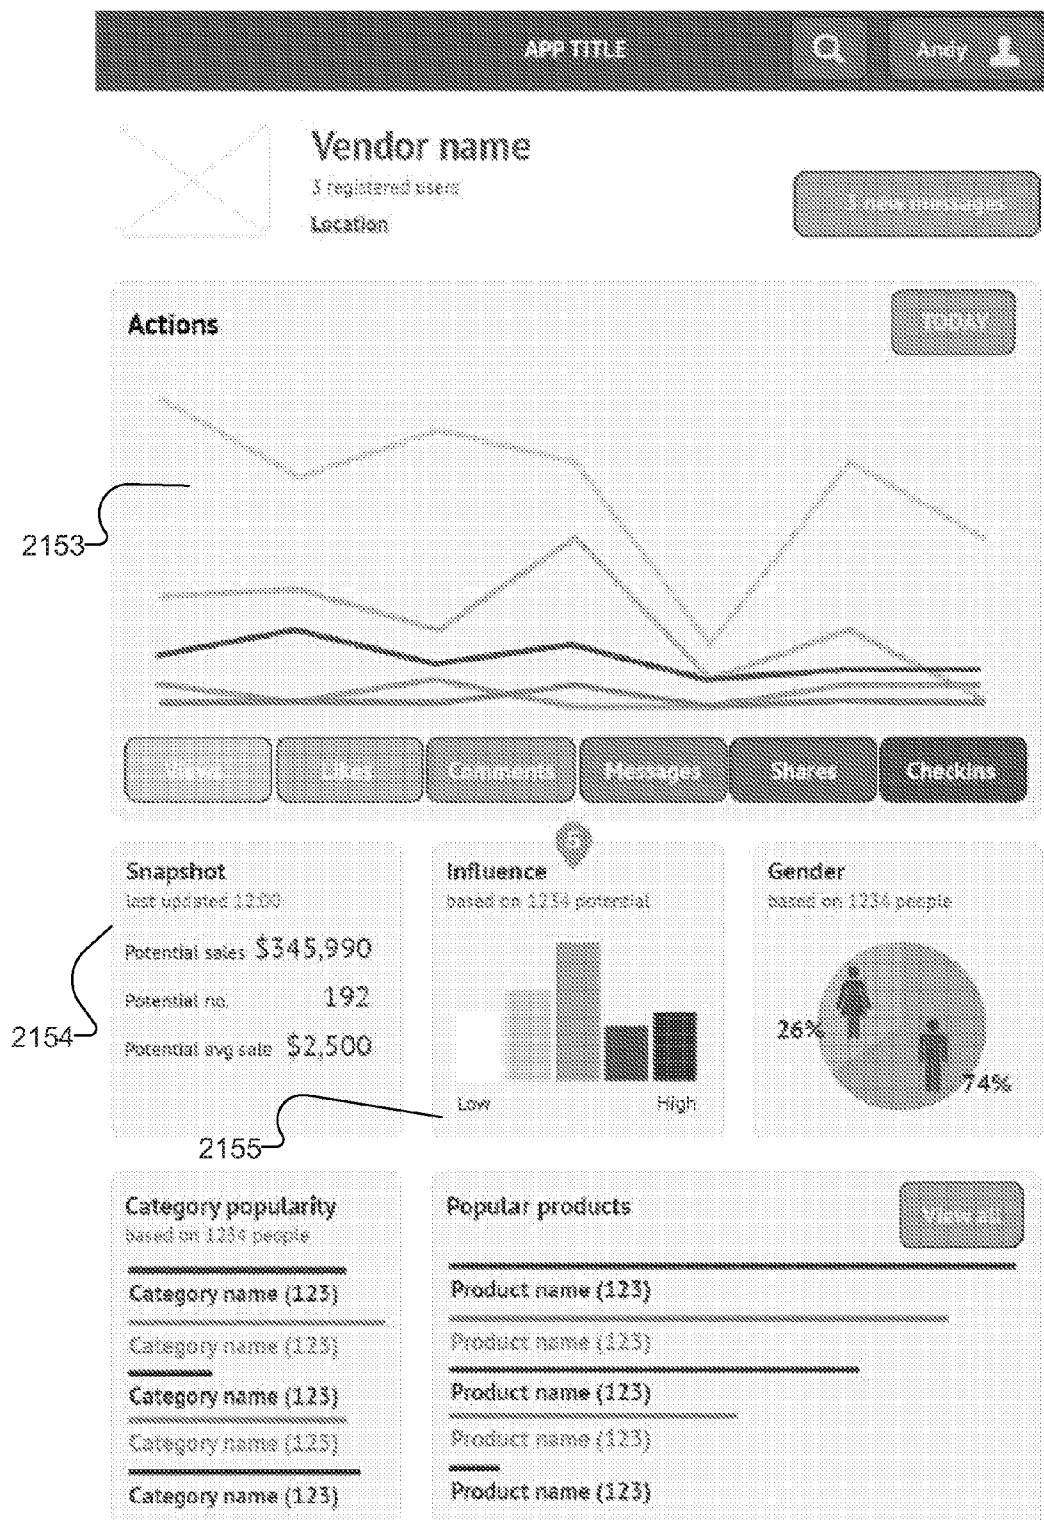 APP TITLE
Andy
Vendor name
3 registered users
Location
new messages
Actions
TODAY
2153
Views Likes Comments Messages Shares Checkins
5
Snapshot
last updated 12:00
Potential sales $345,990
Potential no. 192
Potential avg sale $2,500
2154
Influence
based on 1234 potential
Low High
2155
Gender
based on 1234 people
26%
74%
Category popularity
based on 1234 people
Category name (123)
Category name (123)
Category name (123)
Category name (123)
Category name (123)
Popular products
View all
Product name (123)
Product name (123)
Product name (123)
Product name (123)
Product name (123)